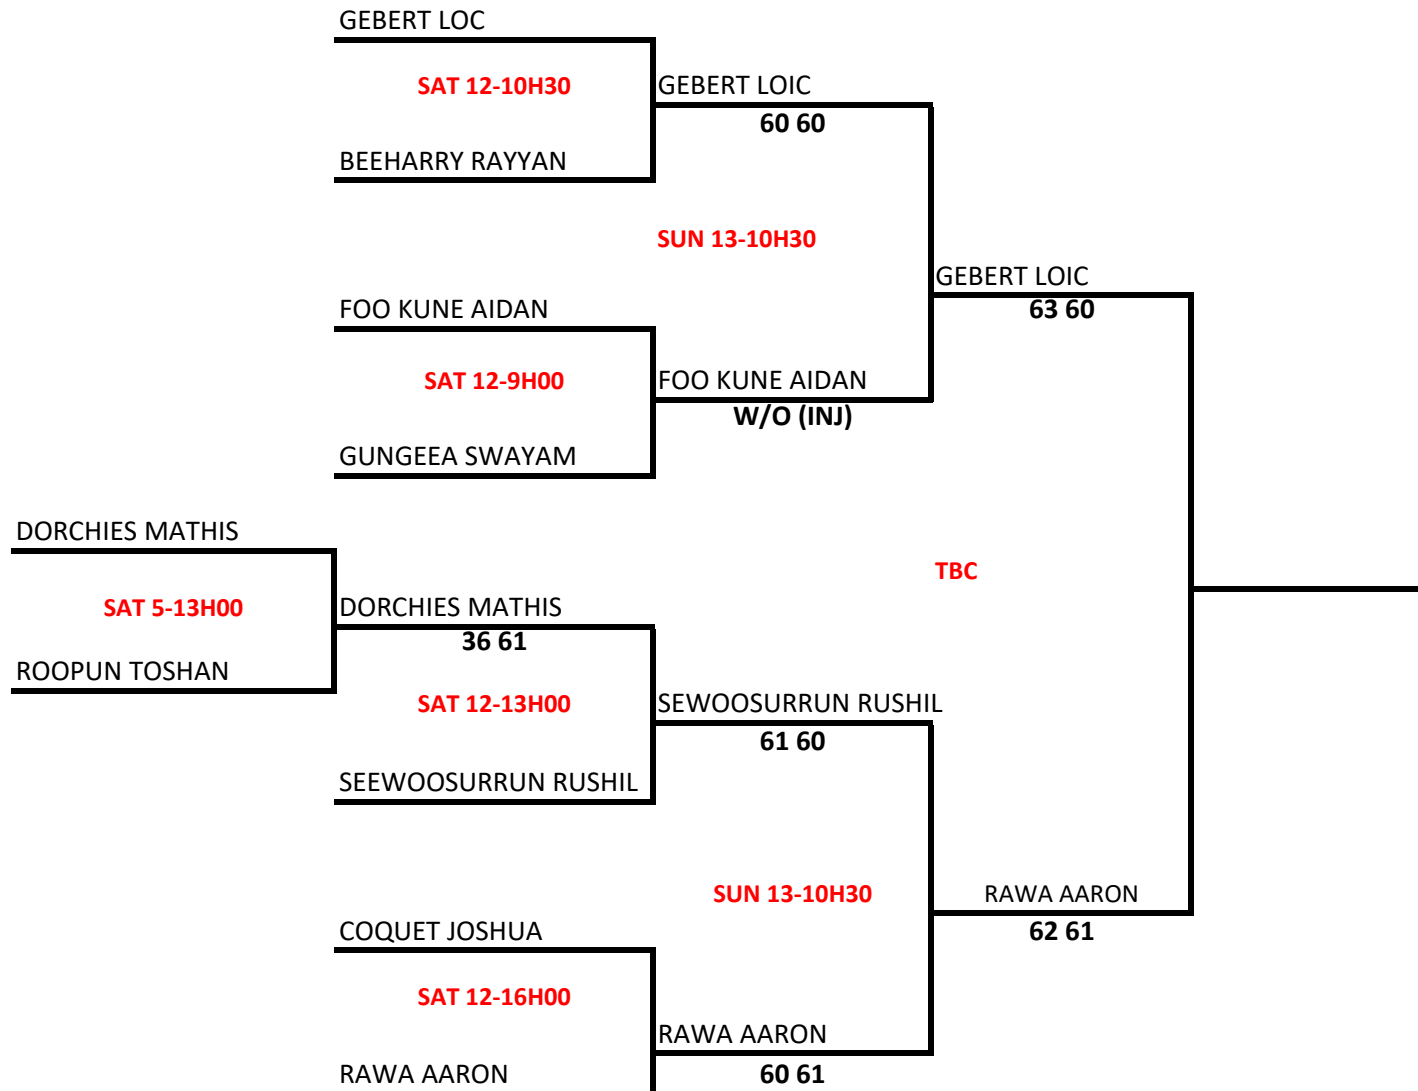 GEBERT LOC
SAT 12-10H30
GEBERT LOIC
60 60
BEEHARRY RAYYAN
SUN 13-10H30
GEBERT LOIC
63 60
FOO KUNE AIDAN
SAT 12-9H00
FOO KUNE AIDAN
W/O (INJ)
GUNGEEA SWAYAM
DORCHIES MATHIS
TBC
SAT 5-13H00
DORCHIES MATHIS
36 61
ROOPUN TOSHAN
SAT 12-13H00
SEWOOSURRUN RUSHIL
61 60
SEEWOOSURRUN RUSHIL
SUN 13-10H30
RAWA AARON
62 61
COQUET JOSHUA
SAT 12-16H00
RAWA AARON
60 61
RAWA AARON